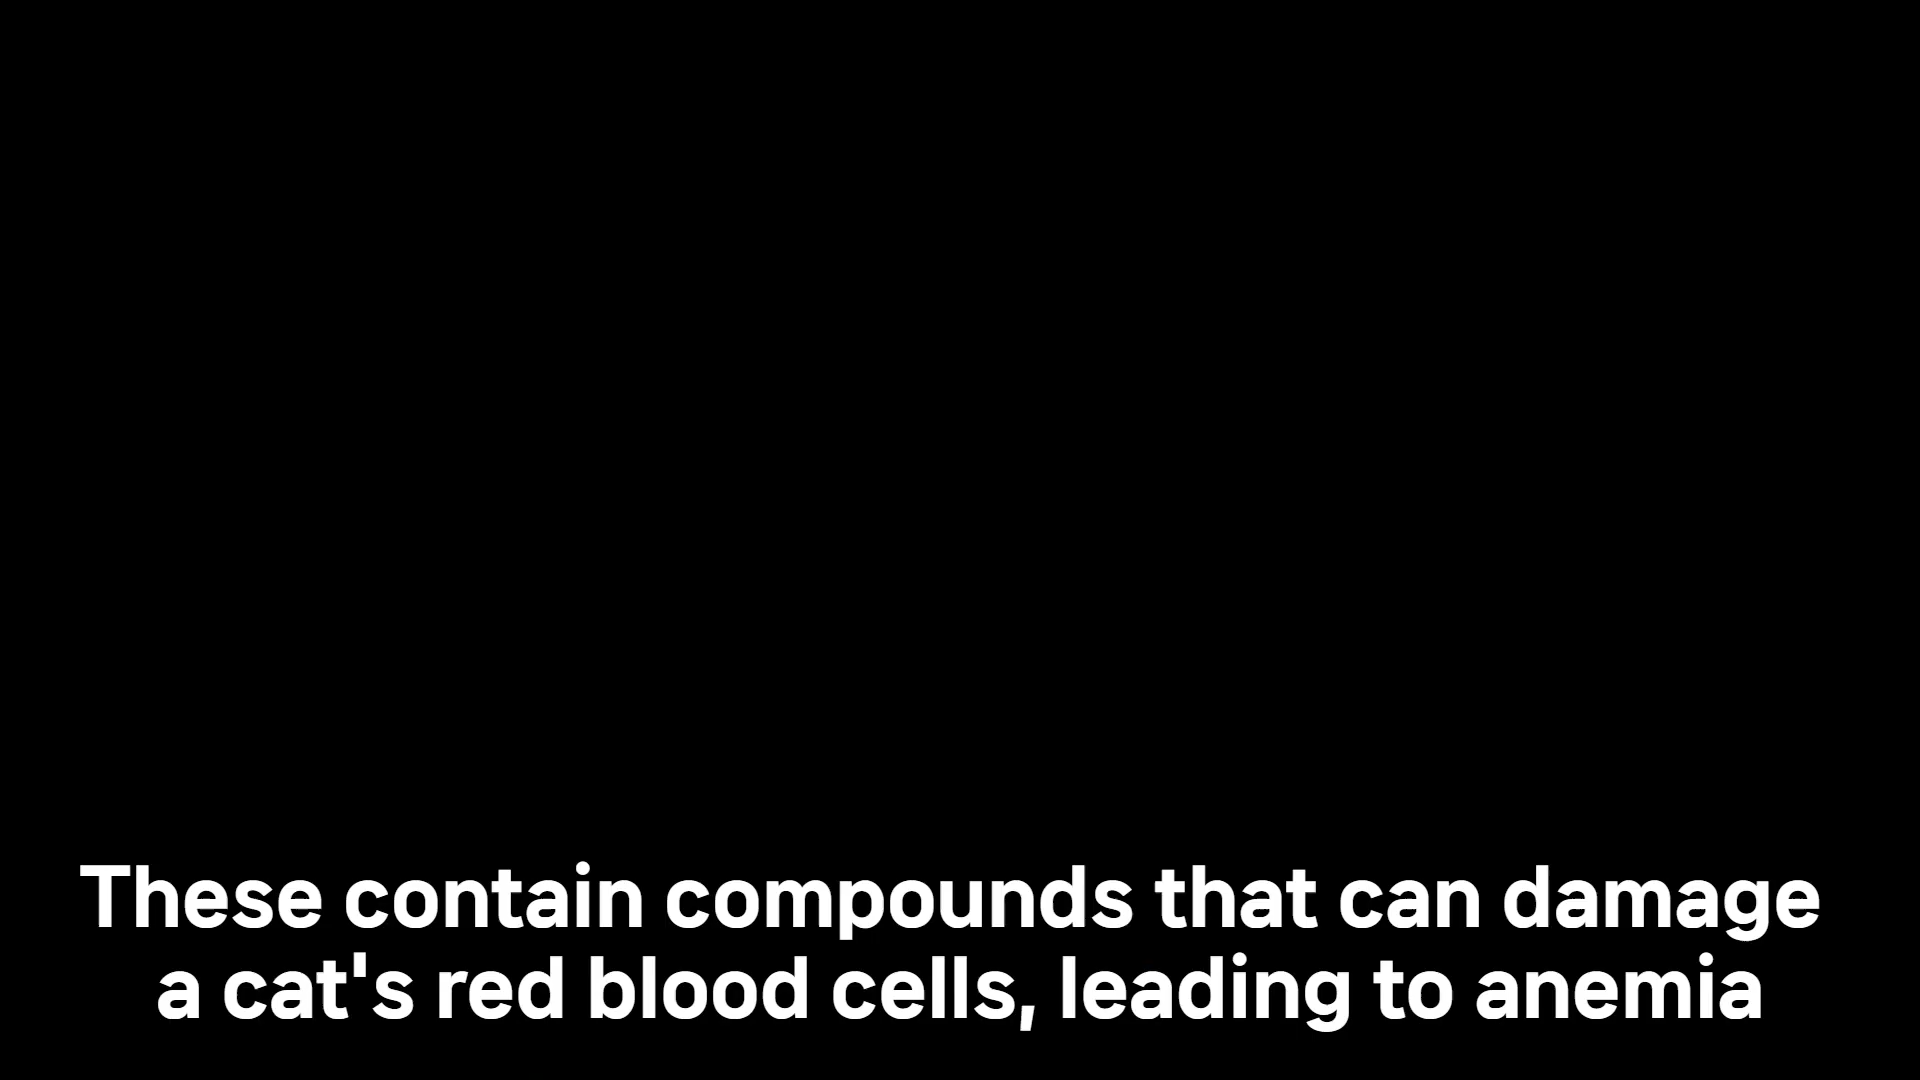 These contain compounds that can damage
a cat's red blood cells, leading to anemia